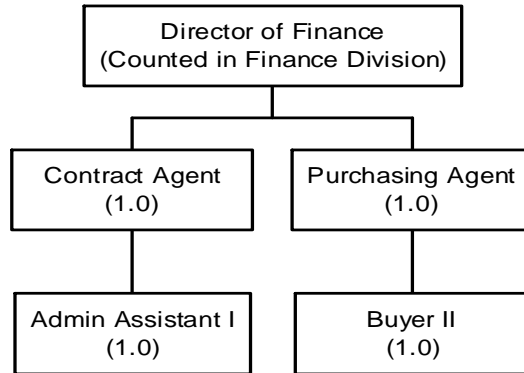 Director of Finance
(Counted in Finance Division)
Contract Agent
(1.0)
Purchasing Agent
(1.0)
Admin Assistant I
(1.0)
Buyer II
(1.0)